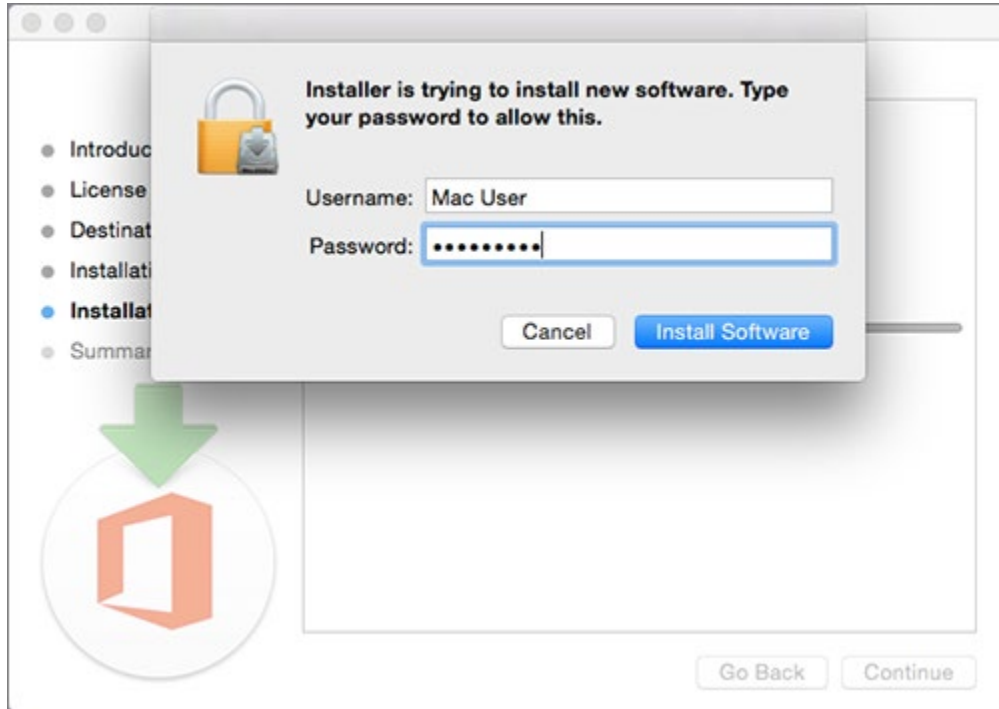 Installer is trying to install new software. Type
your password to allow this.
Username: Mac User
Password: •••••••••
Cancel Install Software
Introduc
License
Destinat
Installati
Installat
Summar
Go Back Continue